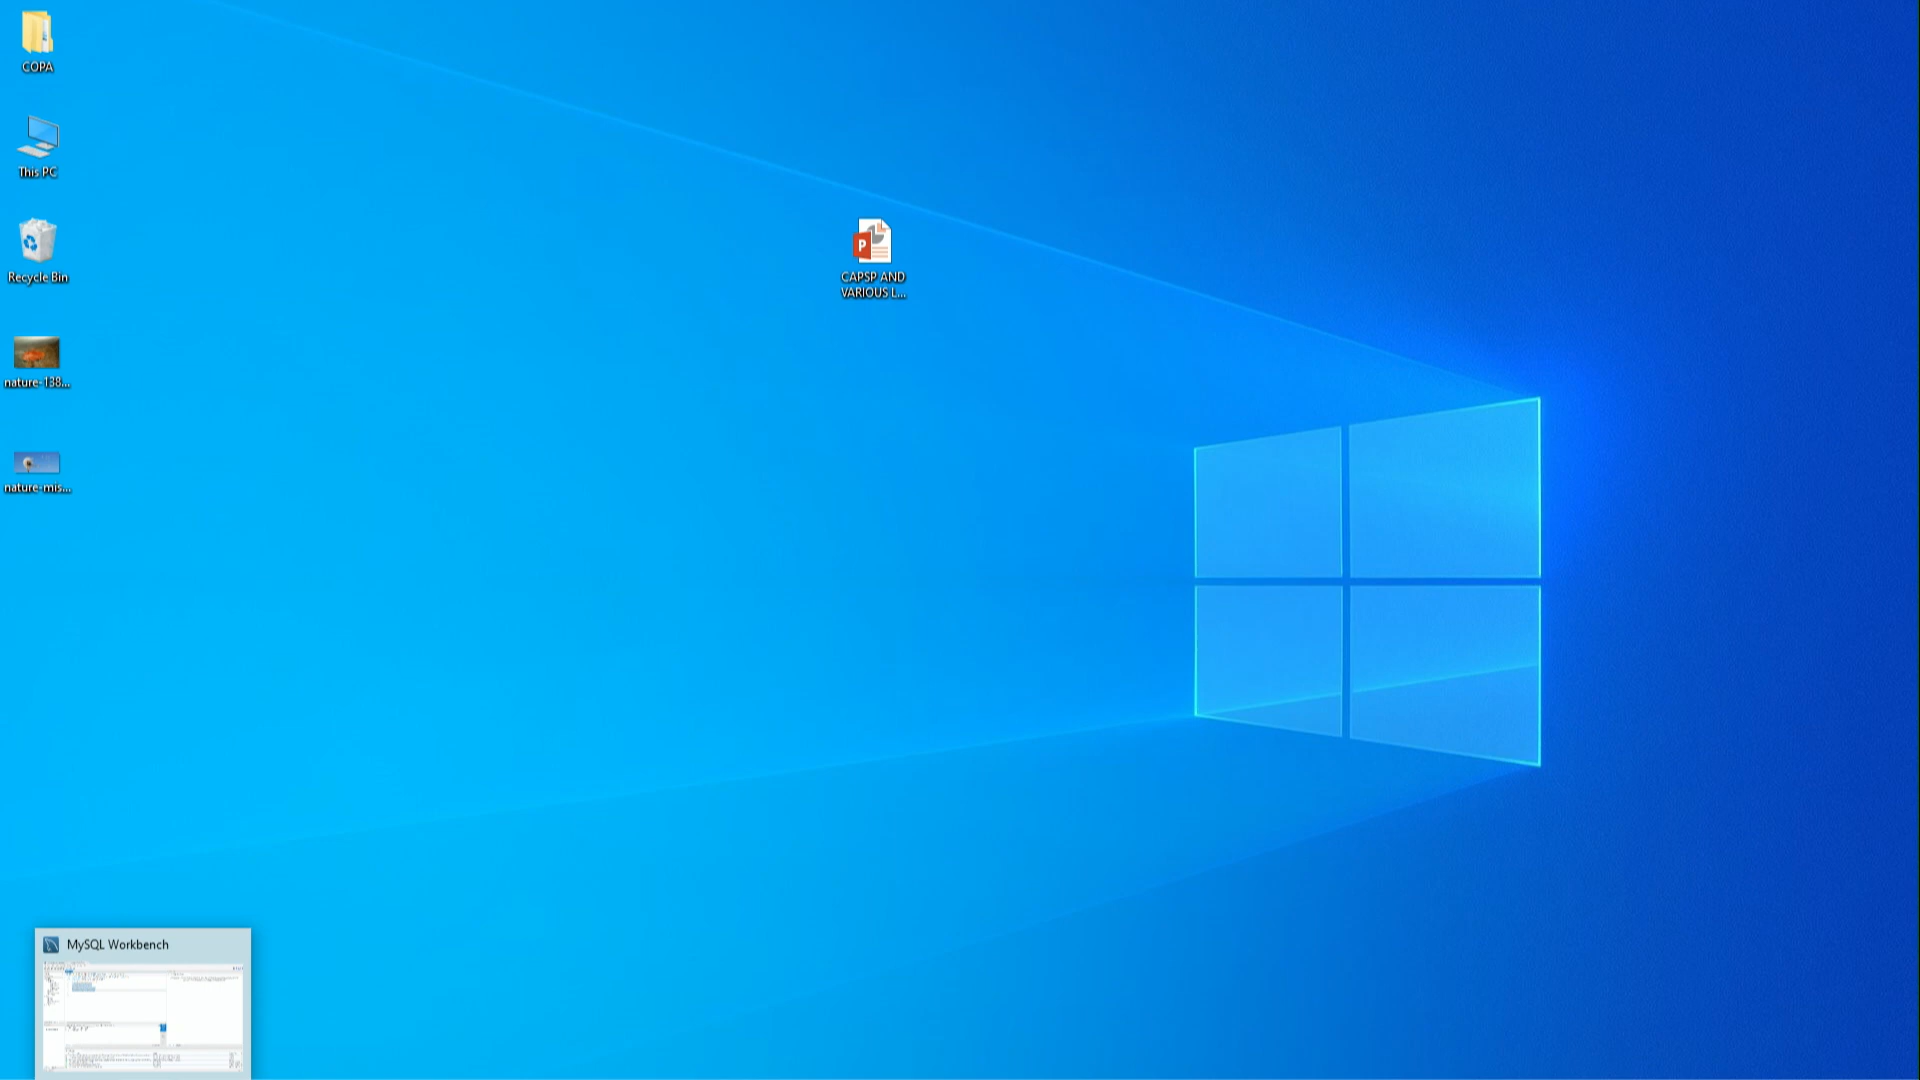 COPA
This PC
Recycle Bin
nature-138...
nature-mis...
P
CAPSP AND
VARIOUS L...
MySQL Workbench